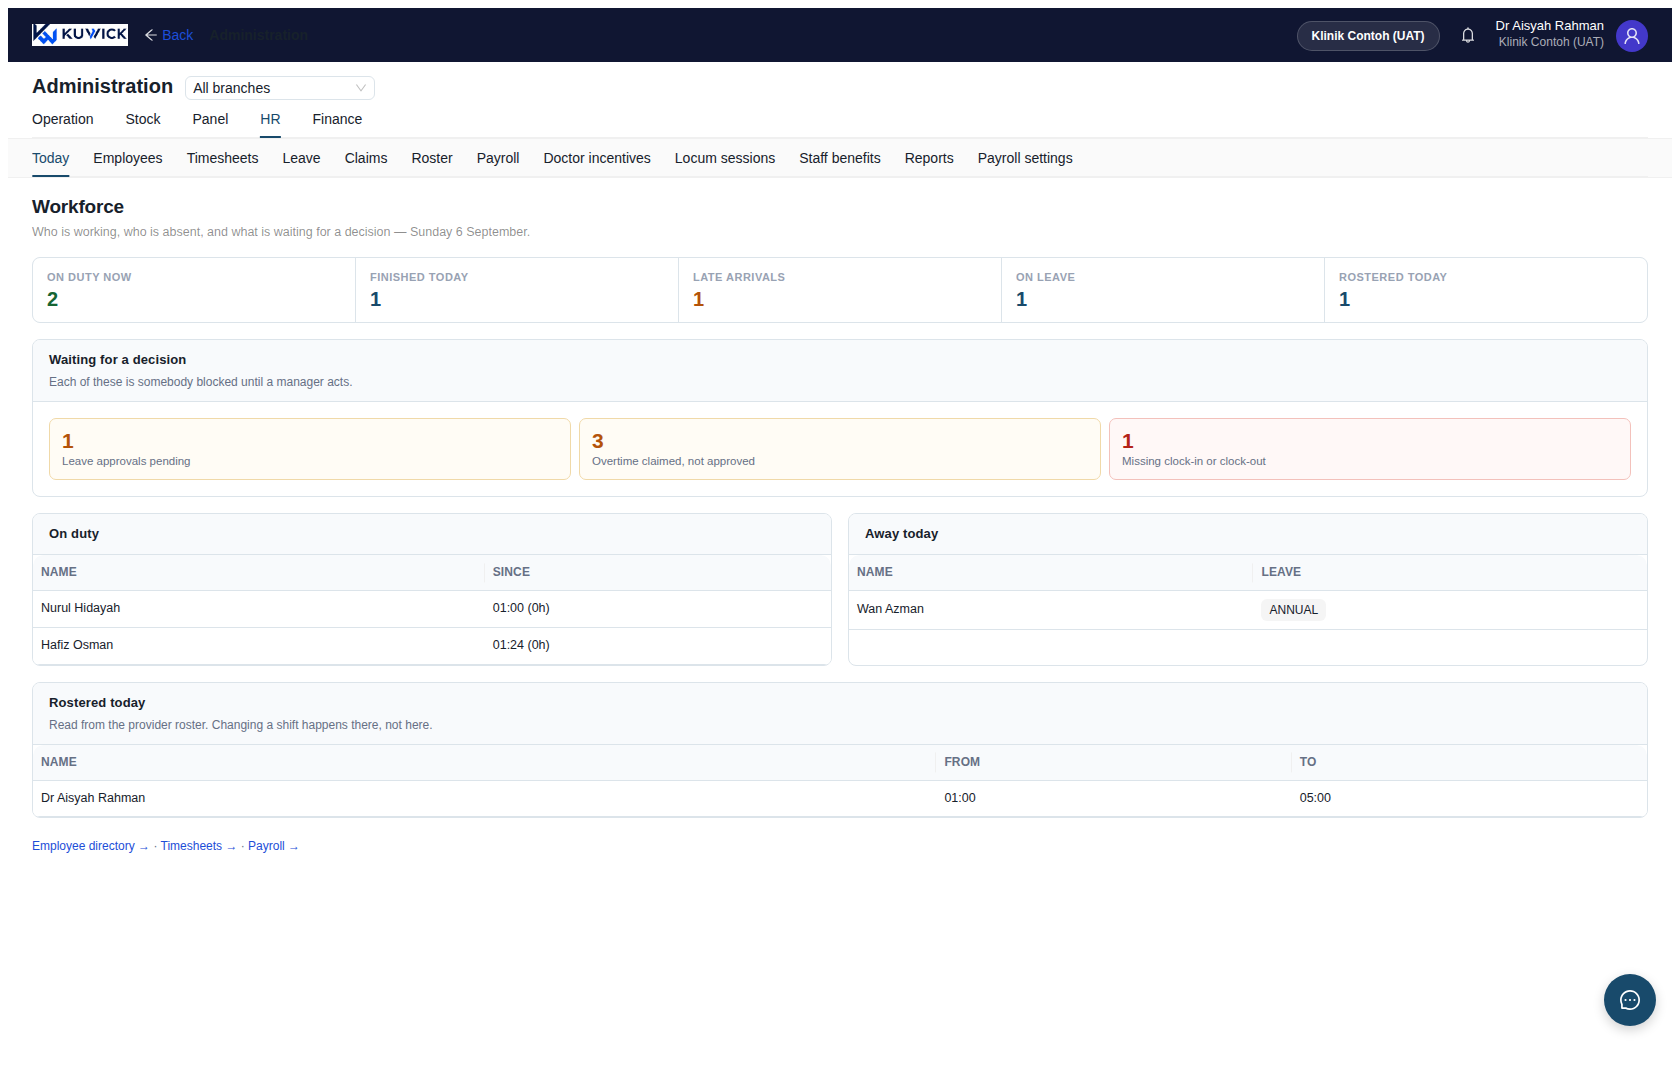 KUWICK
Back Administration
Klinik Contoh (UAT)
Dr Aisyah Rahman
Klinik Contoh (UAT)
Administration
All branches
Operation Stock Panel HR Finance
Today Employees Timesheets Leave Claims Roster Payroll Doctor incentives Locum sessions Staff benefits Reports Payroll settings
Workforce
Who is working, who is absent, and what is waiting for a decision — Sunday 6 September.
ON DUTY NOW FINISHED TODAY LATE ARRIVALS ON LEAVE ROSTERED TODAY
2 1 1 1 1
Waiting for a decision
Each of these is somebody blocked until a manager acts.
1 3 1
Leave approvals pending Overtime claimed, not approved Missing clock-in or clock-out
On duty
NAME SINCE
Nurul Hidayah 01:00 (0h)
Hafiz Osman 01:24 (0h)
Away today
NAME LEAVE
Wan Azman ANNUAL
Rostered today
Read from the provider roster. Changing a shift happens there, not here.
NAME FROM TO
Dr Aisyah Rahman 01:00 05:00
Employee directory → · Timesheets → · Payroll →